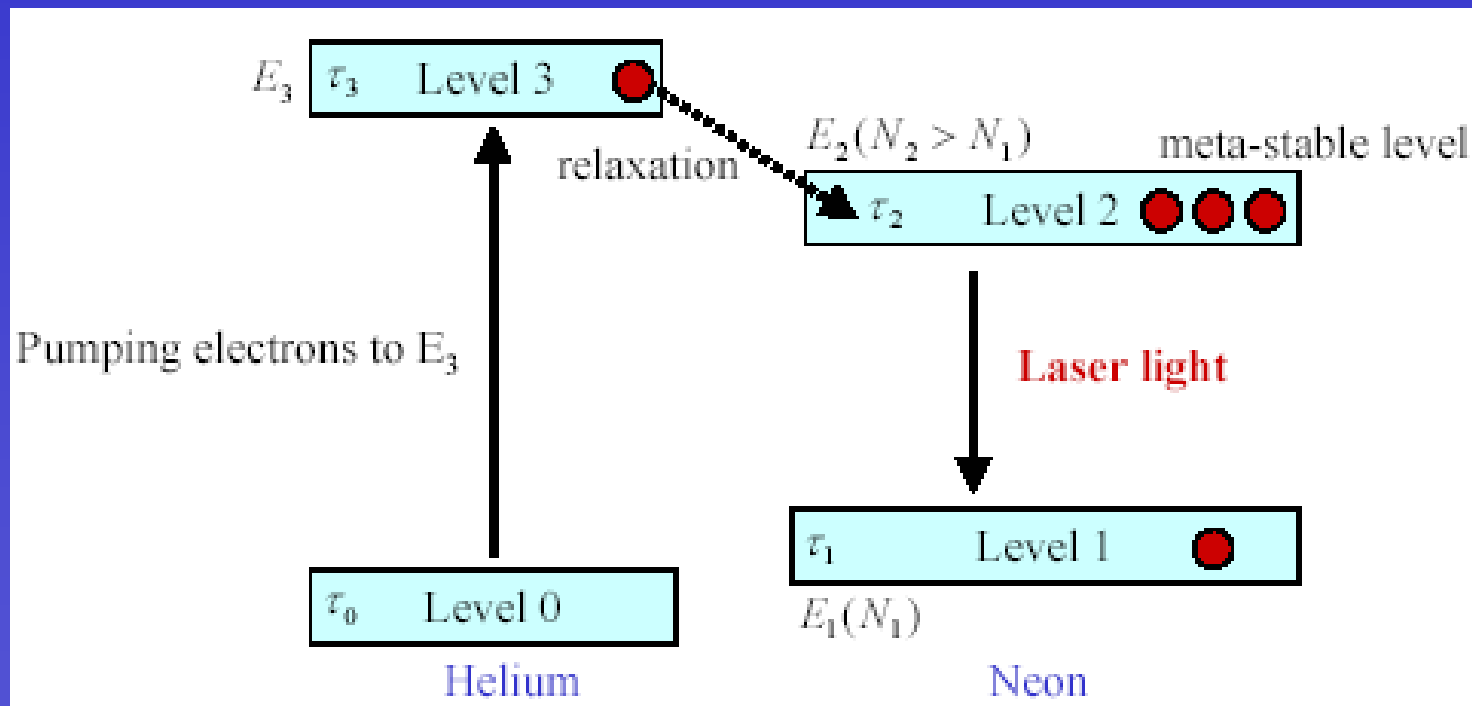 E₃
τ₃ Level 3
relaxation
E₂(N₂ > N₁)
meta-stable level
τ₂ Level 2
Pumping electrons to E₃
Laser light
τ₁ Level 1
E₁(N₁)
τ₀ Level 0
Helium
Neon